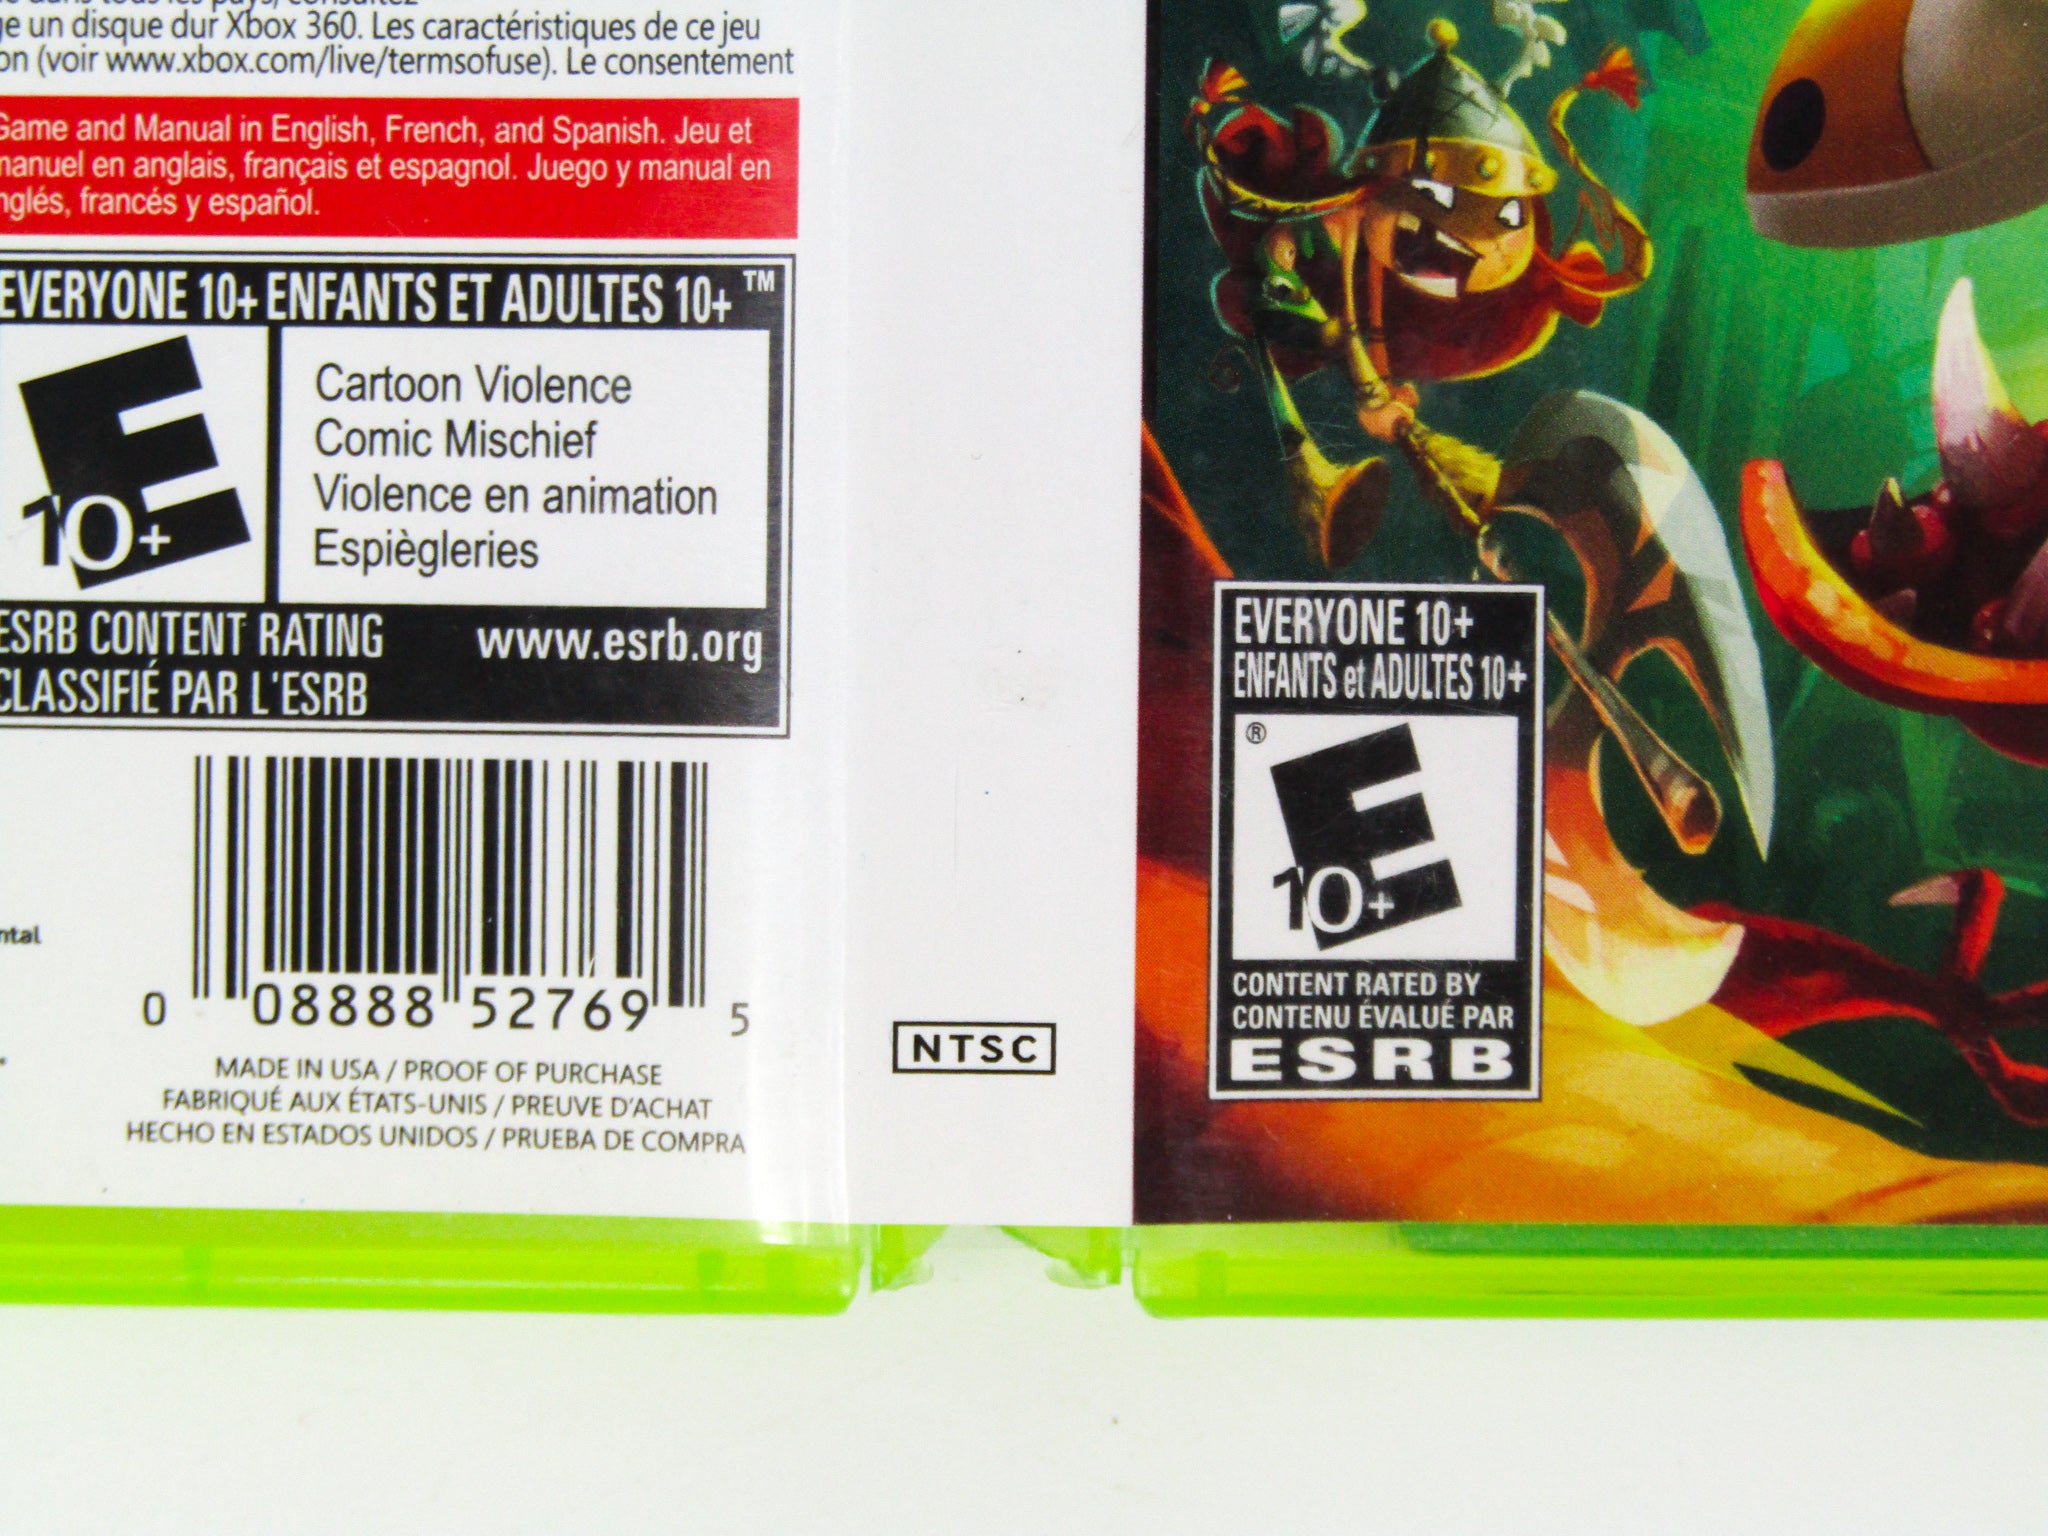 un disque dur Xbox 360. Les caractéristiques de ce jeu
(voir www.xbox.com/live/termsofuse). Le consentement
Game and Manual in English, French, and Spanish. Jeu et
manuel en anglais, français et espagnol. Juego y manual en
inglés, francés y español.
EVERYONE 10+ ENFANTS ET ADULTES 10+ ™
E
10+
Cartoon Violence
Comic Mischief
Violence en animation
Espiègleries
ESRB CONTENT RATING www.esrb.org
CLASSIFIÉ PAR L'ESRB
0 08888 52769 5
MADE IN USA / PROOF OF PURCHASE
FABRIQUÉ AUX ÉTATS-UNIS / PREUVE D'ACHAT
HECHO EN ESTADOS UNIDOS / PRUEBA DE COMPRA
NTSC
EVERYONE 10+
ENFANTS et ADULTES 10+
®
E
10+
CONTENT RATED BY
CONTENU ÉVALUÉ PAR
ESRB